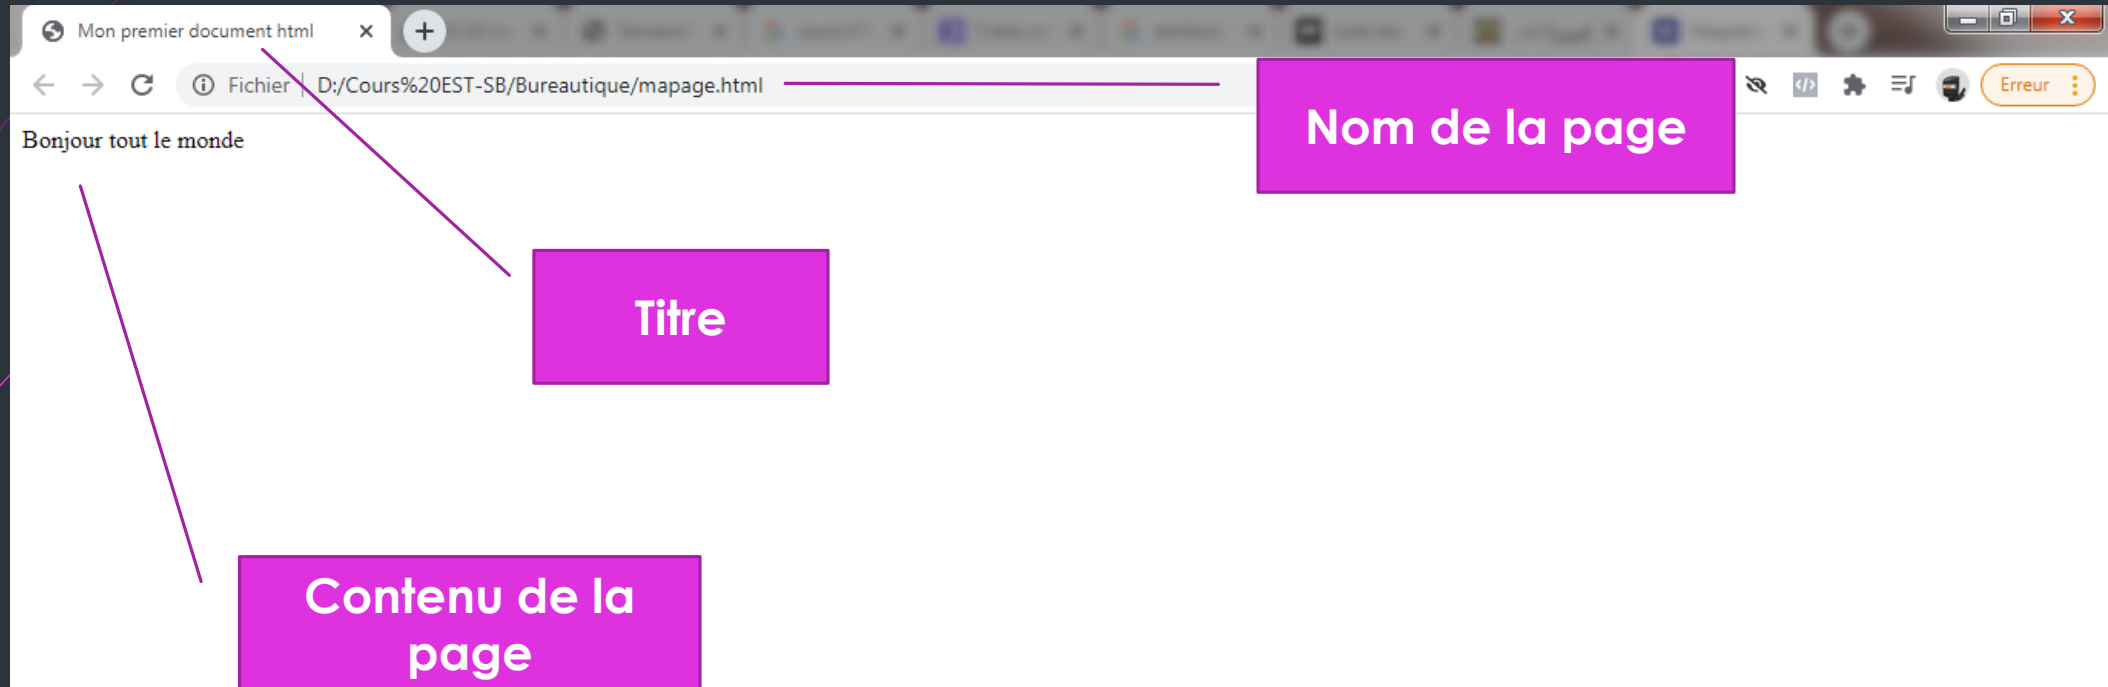 Mon premier document html
Fichier D:/Cours%20EST-SB/Bureautique/mapage.html
Erreur
Bonjour tout le monde
Nom de la page
Titre
Contenu de la
page